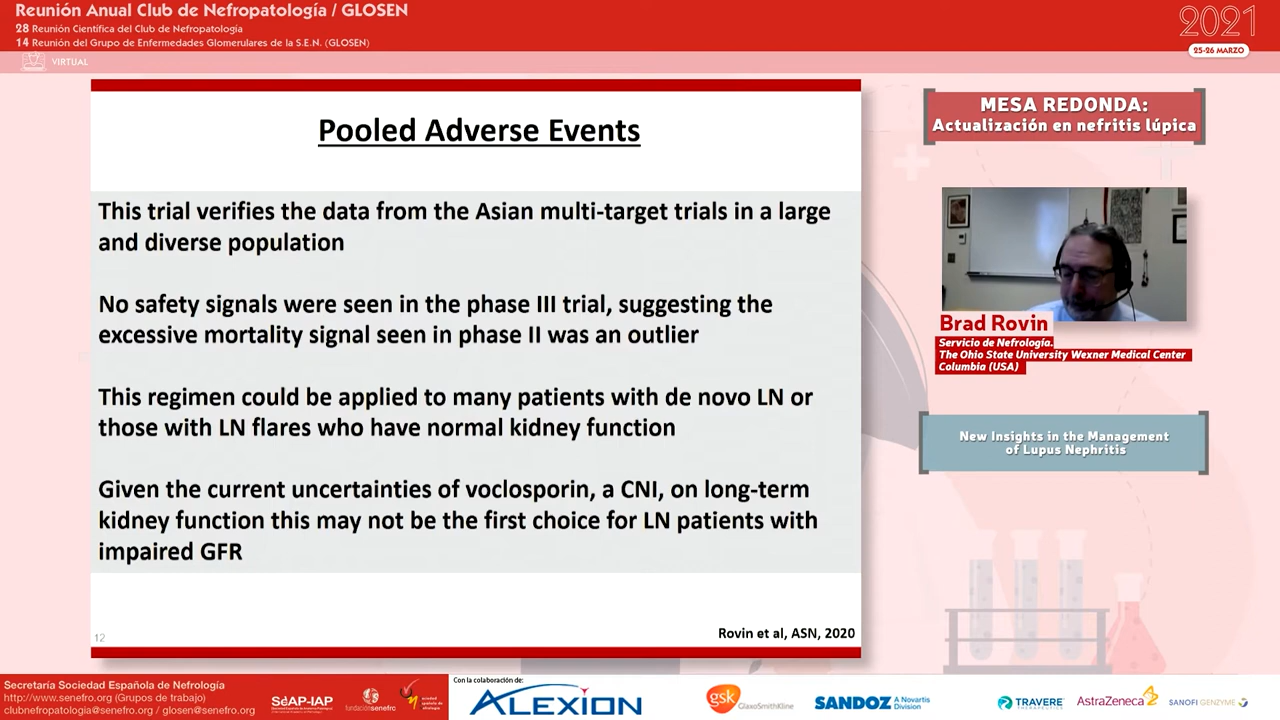 Reunión Anual Club de Nefropatología / GLOSEN
28 Reunión Científica del Club de Nefropatología
14 Reunión del Grupo de Enfermedades Glomerulares de la S.E.N. (GLOSEN)
2021
25-26 MARZO
VIRTUAL
Pooled Adverse Events
This trial verifies the data from the Asian multi-target trials in a large
and diverse population
No safety signals were seen in the phase III trial, suggesting the
excessive mortality signal seen in phase II was an outlier
This regimen could be applied to many patients with de novo LN or
those with LN flares who have normal kidney function
Given the current uncertainties of voclosporin, a CNI, on long-term
kidney function this may not be the first choice for LN patients with
impaired GFR
12
Rovin et al, ASN, 2020
MESA REDONDA:
Actualización en nefritis lúpica
Brad Rovin
Servicio de Nefrología.
The Ohio State University Wexner Medical Center
Columbia (USA)
New Insights in the Management
of Lupus Nephritis
Secretaría Sociedad Española de Nefrología
http://www.senefro.org (Grupos de trabajo)
clubnefropatologia@senefro.org / glosen@senefro.org
SEAP-IAP
fundación senefro
Con la colaboración de:
ALEXION
gsk
GlaxoSmithKline
SANDOZ
A Novartis
Division
TRAVERE
THERAPEUTICS
AstraZeneca
SANOFI GENZYME